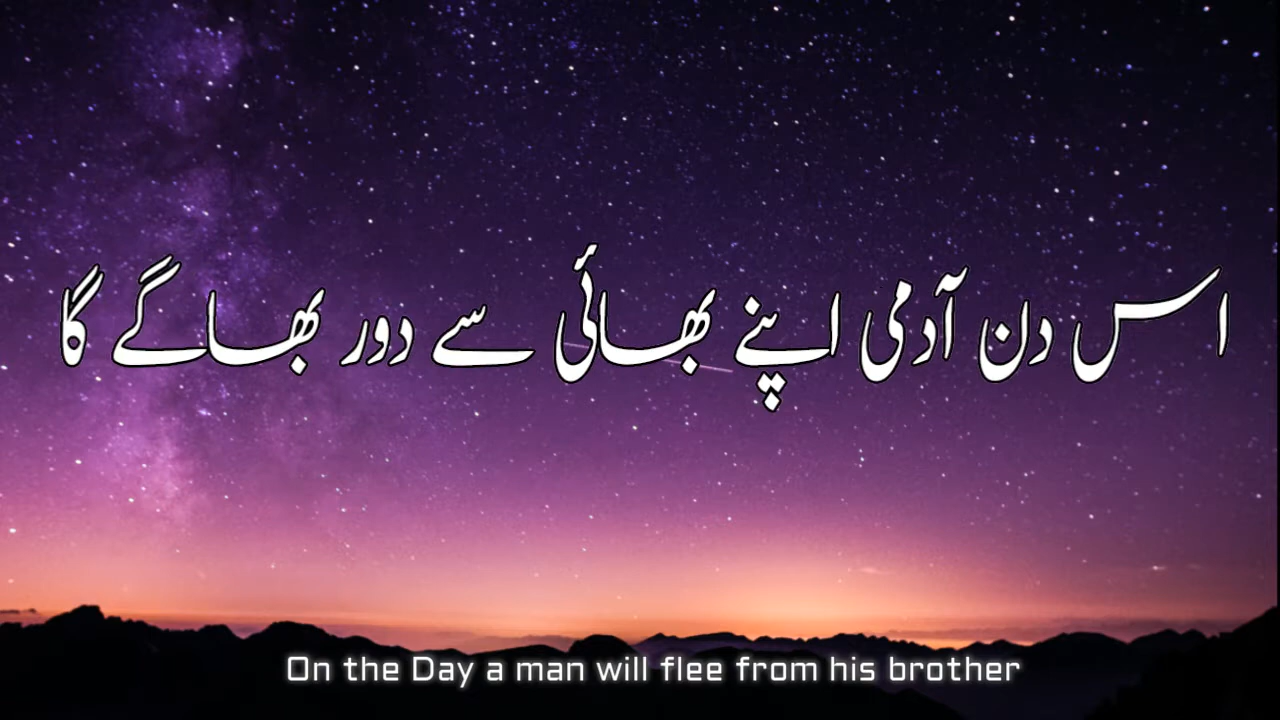 اس دن آدمی اپنے بھائی سے دور بھاگے گا
On the Day a man will flee from his brother